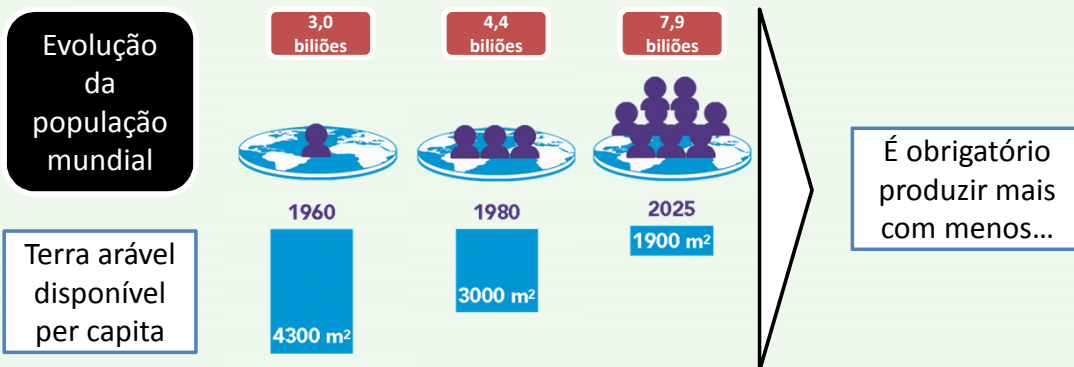 Evolução
da
população
mundial
3,0
biliões
4,4
biliões
7,9
biliões
1960
1980
2025
Terra arável
disponível
per capita
4300 m²
3000 m²
1900 m²
É obrigatório
produzir mais
com menos...